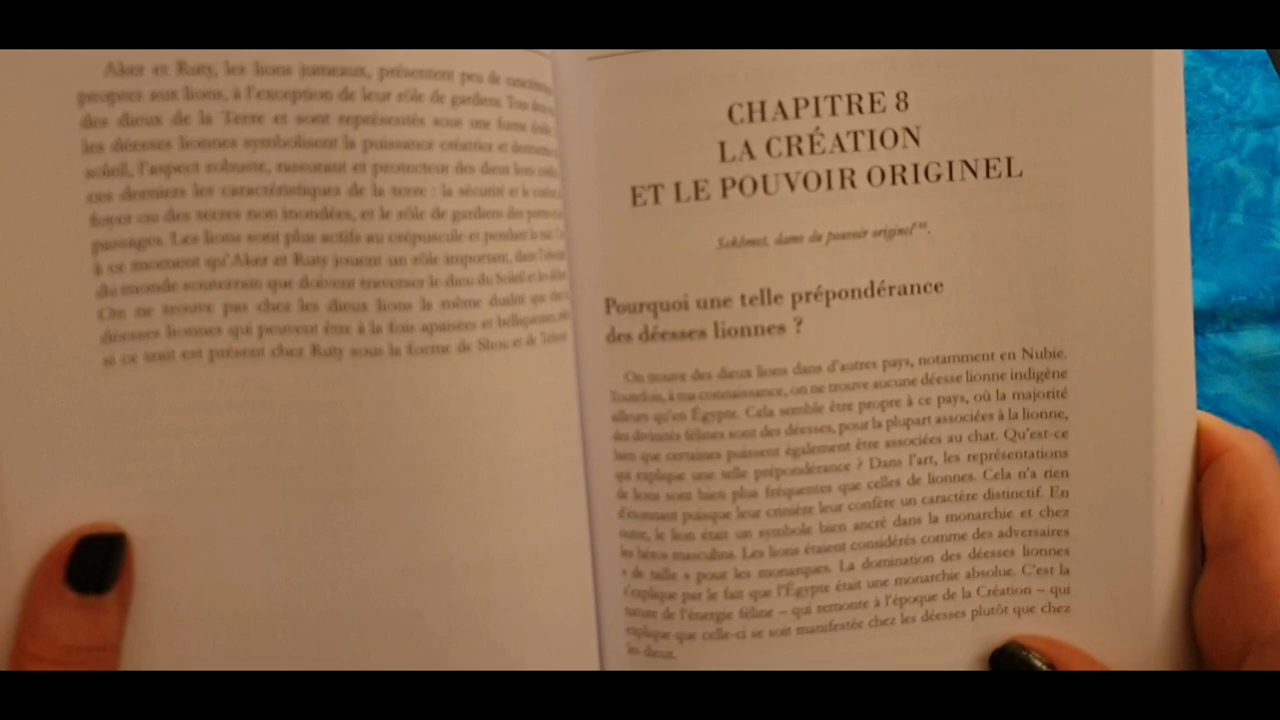 Aker et Ruty, les lions jumeaux, présentent peu de
propres aux lions, à l'exception de leur rôle de gardiens.
des dieux de la Terre et sont représentés sous une forme
les déesses lionnes symbolisent la puissance créatrice et
soleil, l'aspect robuste, rassurant et protecteur des dieux lions
ces derniers les caractéristiques de la terre : la sécurité et le
foyer ou des terres non inondées, et le rôle de gardiens des
passages. Les lions sont plus actifs au crépuscule et pendant la
à ce moment qu'Aker et Ruty jouent un rôle important, dans
du monde souterrain que doivent traverser le dieu du Soleil et les
On ne trouve pas chez les dieux lions la même dualité que
déesses lionnes qui peuvent être à la fois apaisées et belliqueuses,
si ce trait est présent chez Ruty sous la forme de Shou et de
CHAPITRE 8
LA CRÉATION
ET LE POUVOIR ORIGINEL
Sekhmet, dame du pouvoir originel
Pourquoi une telle prépondérance
des déesses lionnes ?
On trouve des dieux lions dans d'autres pays, notamment en Nubie.
Toutefois, à ma connaissance, on ne trouve aucune déesse lionne indigène
ailleurs qu'en Égypte. Cela semble être propre à ce pays, où la majorité
des divinités félines sont des déesses, pour la plupart associées à la lionne,
bien que certaines puissent également être associées au chat. Qu'est-ce
qui explique une telle prépondérance ? Dans l'art, les représentations
de lions sont bien plus fréquentes que celles de lionnes. Cela n'a rien
d'étonnant puisque leur crinière leur confère un caractère distinctif. En
outre, le lion était un symbole bien ancré dans la monarchie et chez
les héros masculins. Les lions étaient considérés comme des adversaires
« de taille » pour les monarques. La domination des déesses lionnes
s'explique par le fait que l'Égypte était une monarchie absolue. C'est la
nature de l'énergie féline – qui remonte à l'époque de la Création – qui
explique que celle-ci se soit manifestée chez les déesses plutôt que chez
les dieux.